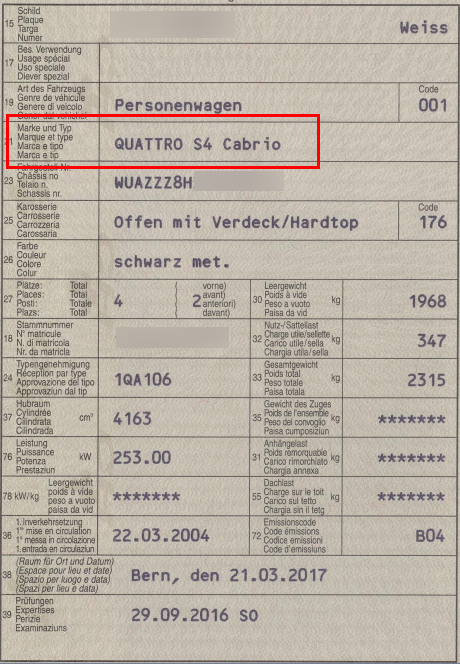 15 Schild
Plaque
Targa
Numer
Weiss
17 Bes. Verwendung
Usage spécial
Uso speciale
Diever spezial
19 Art des Fahrzeugs
Genre de véhicule
Genere di veicolo
Personenwagen
Code
001
21 Marke und Typ
Marque et type
Marca e tipo
Marca e tip
QUATTRO S4 Cabrio
23 Fahrgestell-Nr.
Châssis no
Telaio n.
Schassis nr.
WUAZZZ8H
25 Karosserie
Carrosserie
Carrozzeria
Carossaria
Offen mit Verdeck/Hardtop
Code
176
26 Farbe
Couleur
Colore
Colur
schwarz met.
27 Plätze: Total
Places: Total
Posti: Totale
Plazs: Total
4
( vorne)
( avant)
( anteriori)
( davant)
2
30 Leergewicht
Poids à vide
Peso a vuoto
Paisa da vid
kg
1968
18 Stammnummer
N° matricule
N. di matricola
Nr. da matricla
32 Nutz-/Sattellast
Charge utile/sellette
Carico utile/sella
Chargia utila/sella
kg
347
24 Typengenehmigung
Réception par type
Approvazione del tipo
Approvaziun dal tip
1QA106
33 Gesamtgewicht
Poids total
Peso totale
Paisa totala
kg
2315
37 Hubraum
Cylindrée
Cilindrata
Cilindrada
cm³
4163
35 Gewicht des Zuges
Poids de l'ensemble
Peso del convoglio
Paisa cumposiziun
kg
*******
76 Leistung
Puissance
Potenza
Prestaziun
kW
253.00
31 Anhängelast
Poids remorquable
Carico rimorchiato
Chargia annexa
kg
*******
78 kW/kg Leergewicht
poids à vide
peso a vuoto
paisa da vid
*******
55 Dachlast
Charge sur le toit
Carico sul tetto
Chargia sin il tetg
kg
*******
36 1. Inverkehrsetzung
1re mise en circulation
1a messa in circolazione
1. entrada en circulaziun
22.03.2004
72 Emissionscode
Code émissions
Codice emissioni
Code d'emissiuns
B04
38 (Raum für Ort und Datum)
(Espace pour lieu et date)
(Spazio per luogo e data)
(Spazi per lieu e data)
Bern, den 21.03.2017
39 Prüfungen
Expertises
Perizie
Examinaziuns
29.09.2016 SO